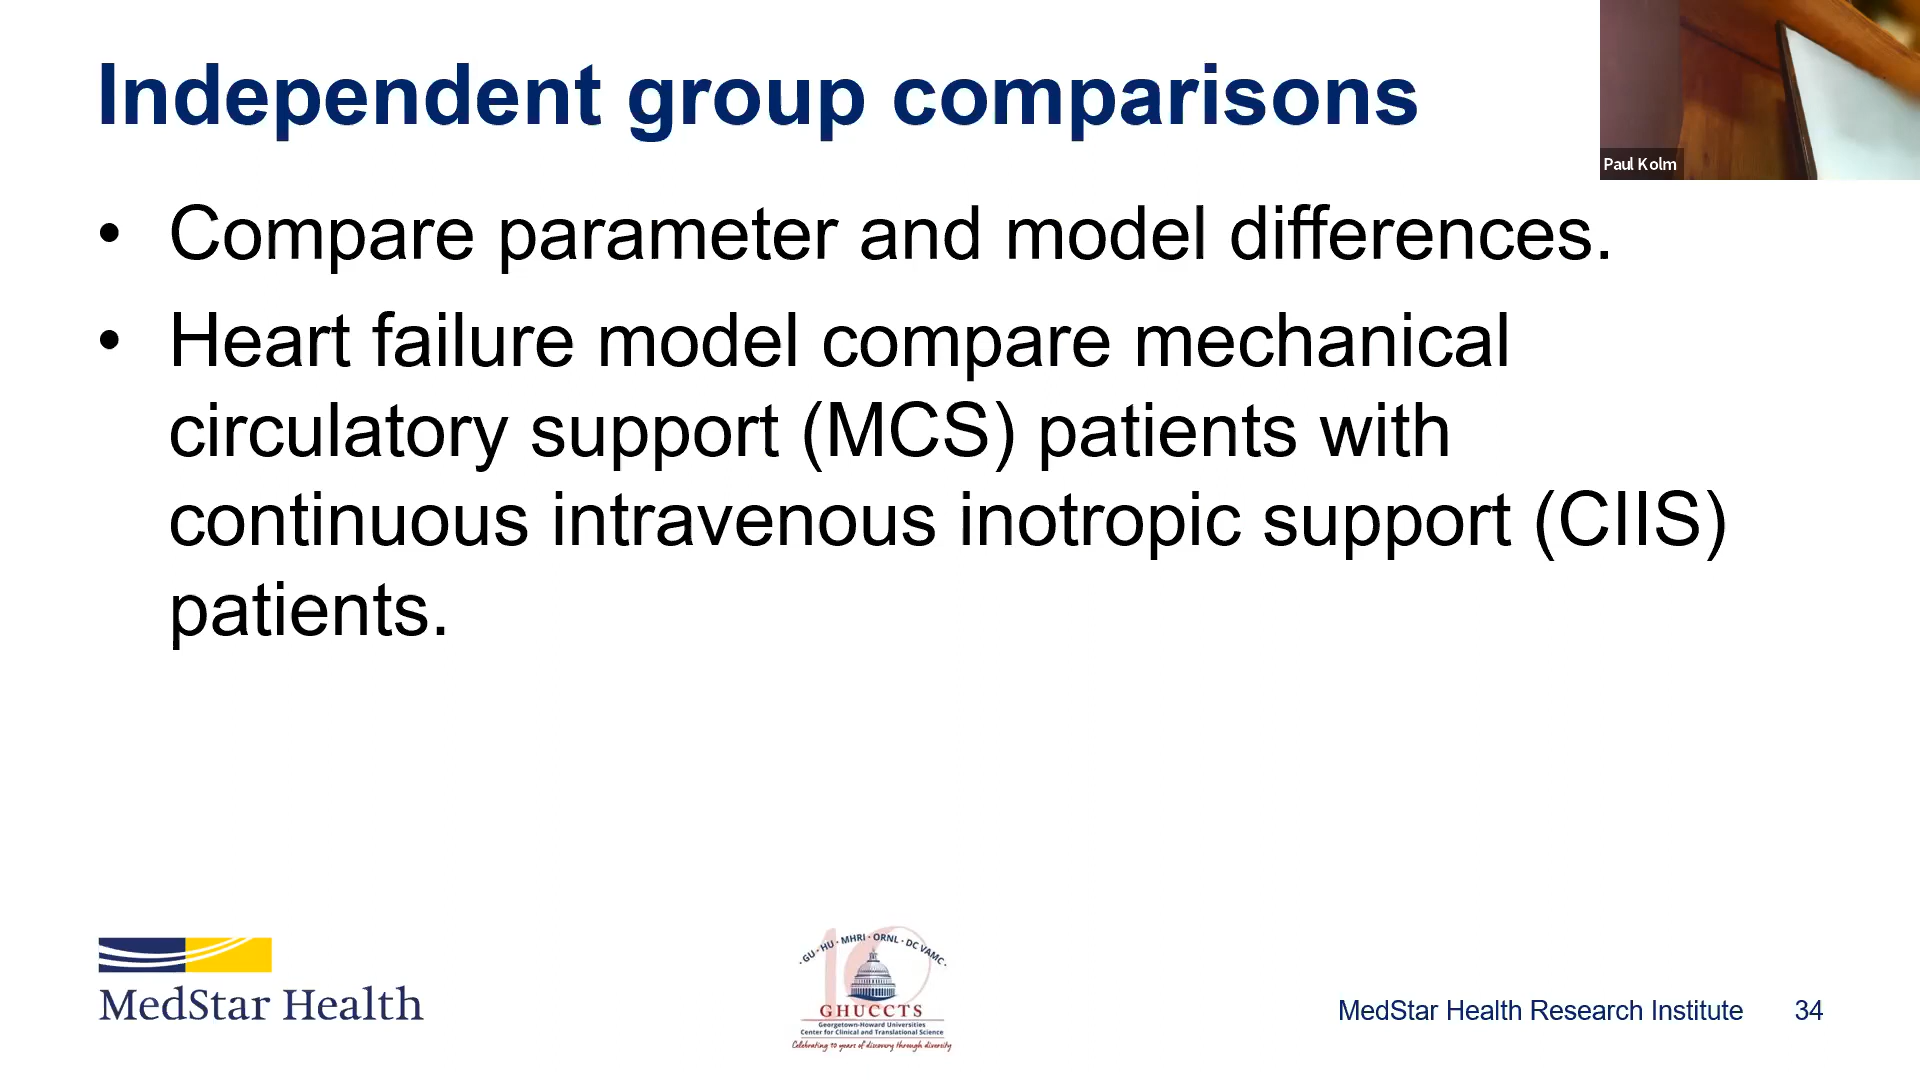 Independent group comparisons
Paul Kolm
• Compare parameter and model differences.
• Heart failure model compare mechanical
circulatory support (MCS) patients with
continuous intravenous inotropic support (CIIS)
patients.
MedStar Health
· GU · HU · MHRI · ORNL · DC VAMC ·
10
GHUCCTS
Georgetown-Howard Universities
Center for Clinical and Translational Science
Celebrating 10 years of discovery through diversity
MedStar Health Research Institute 34